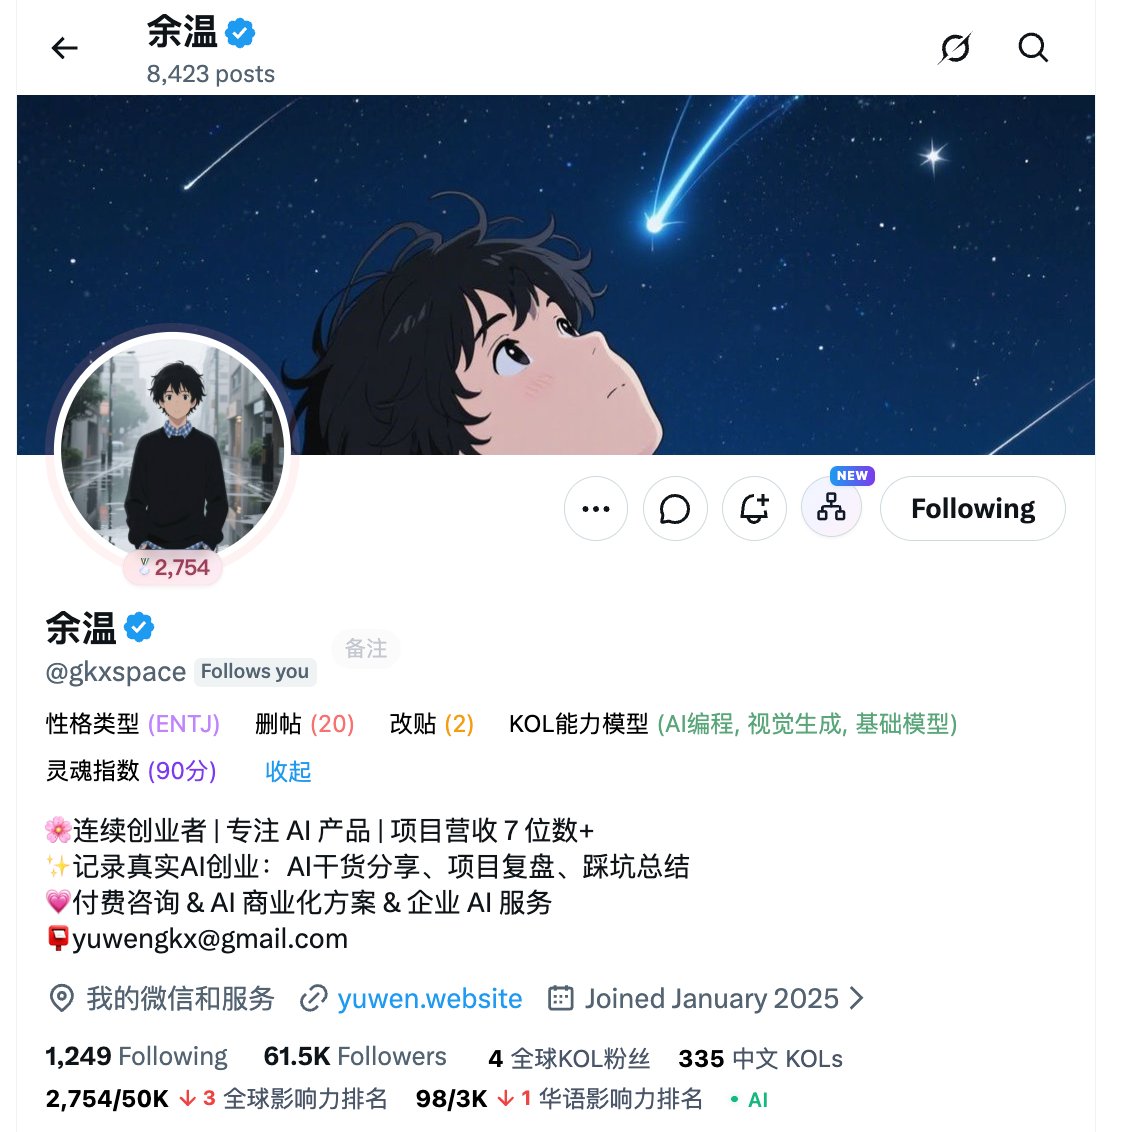 余温
8,423 posts
NEW
Following
2,754
余温
备注
@gkxspace Follows you
性格类型 (ENTJ) 删帖 (20) 改贴 (2) KOL能力模型 (AI编程, 视觉生成, 基础模型)
灵魂指数 (90分) 收起
🌸连续创业者 | 专注 AI 产品 | 项目营收 7 位数+
✨记录真实AI创业：AI干货分享、项目复盘、踩坑总结
💗付费咨询 & AI 商业化方案 & 企业 AI 服务
📮yuwengkx@gmail.com
我的微信和服务 yuwen.website Joined January 2025
1,249 Following 61.5K Followers 4 全球KOL粉丝 335 中文 KOLs
2,754/50K ↓ 3 全球影响力排名 98/3K ↓ 1 华语影响力排名 • AI